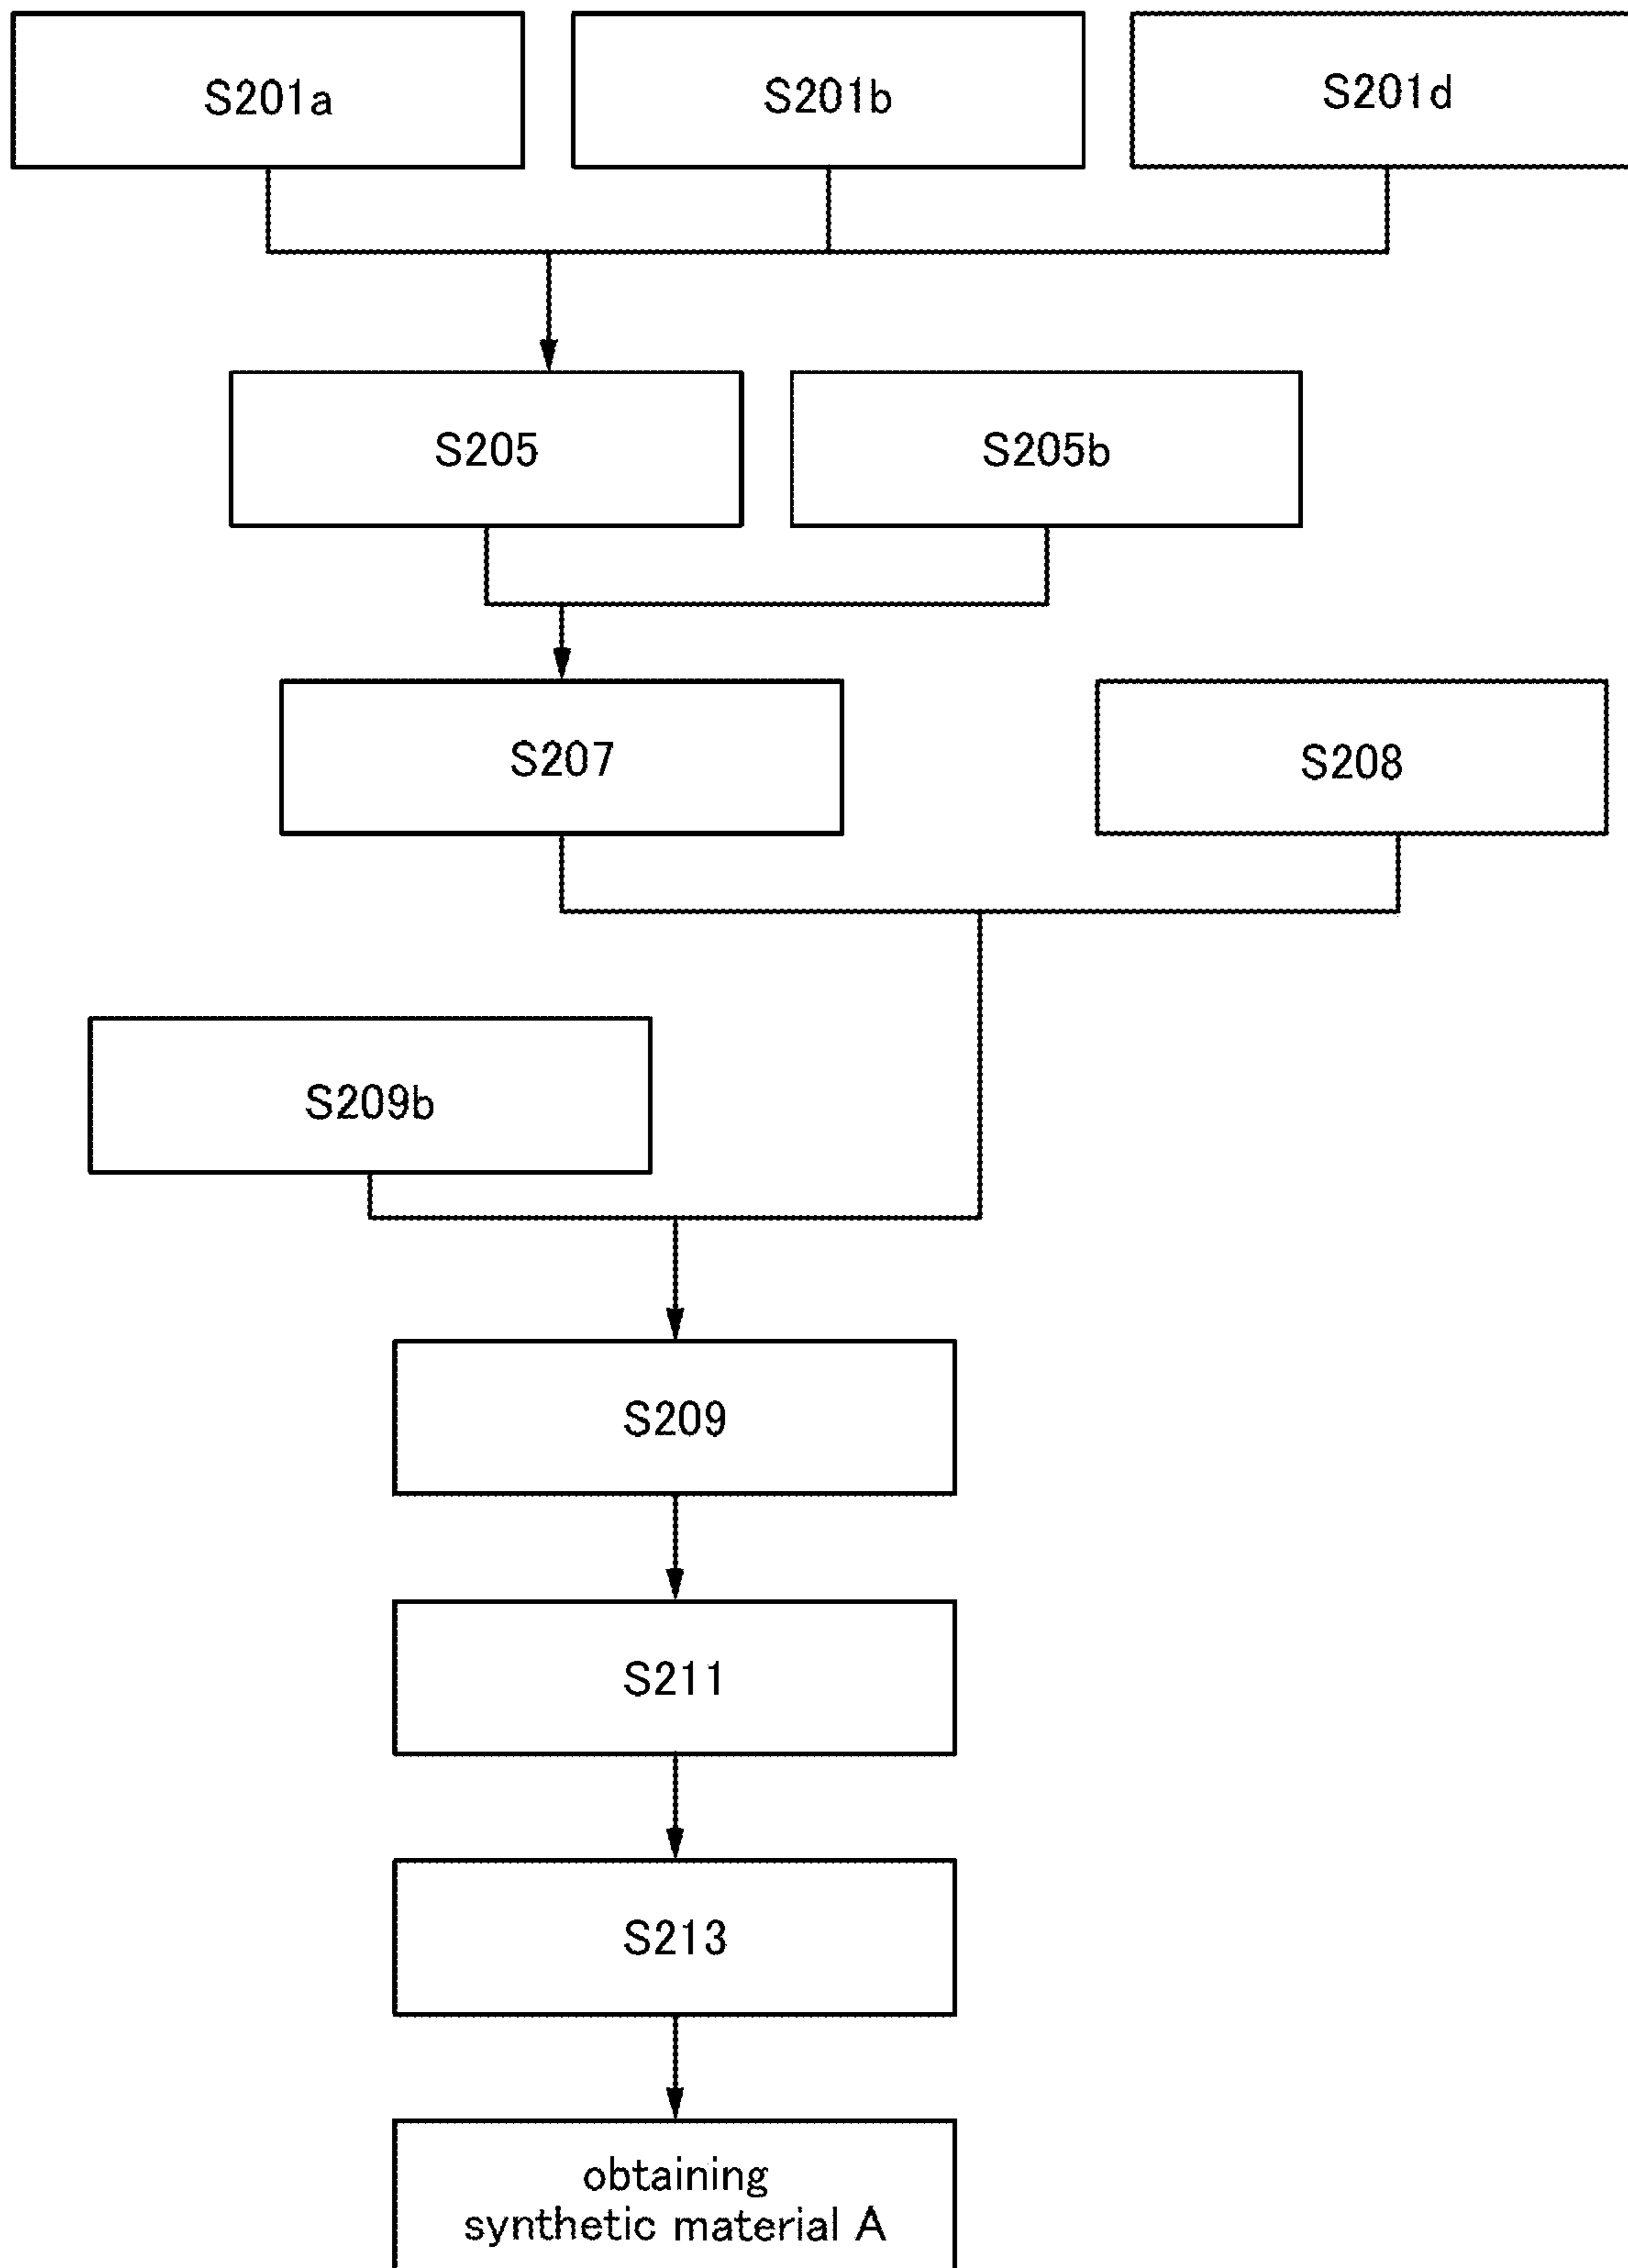 S201a
S201b
S201d
S205
S205b
S207
S208
S209b
S209
S211
S213
obtaining
synthetic material A